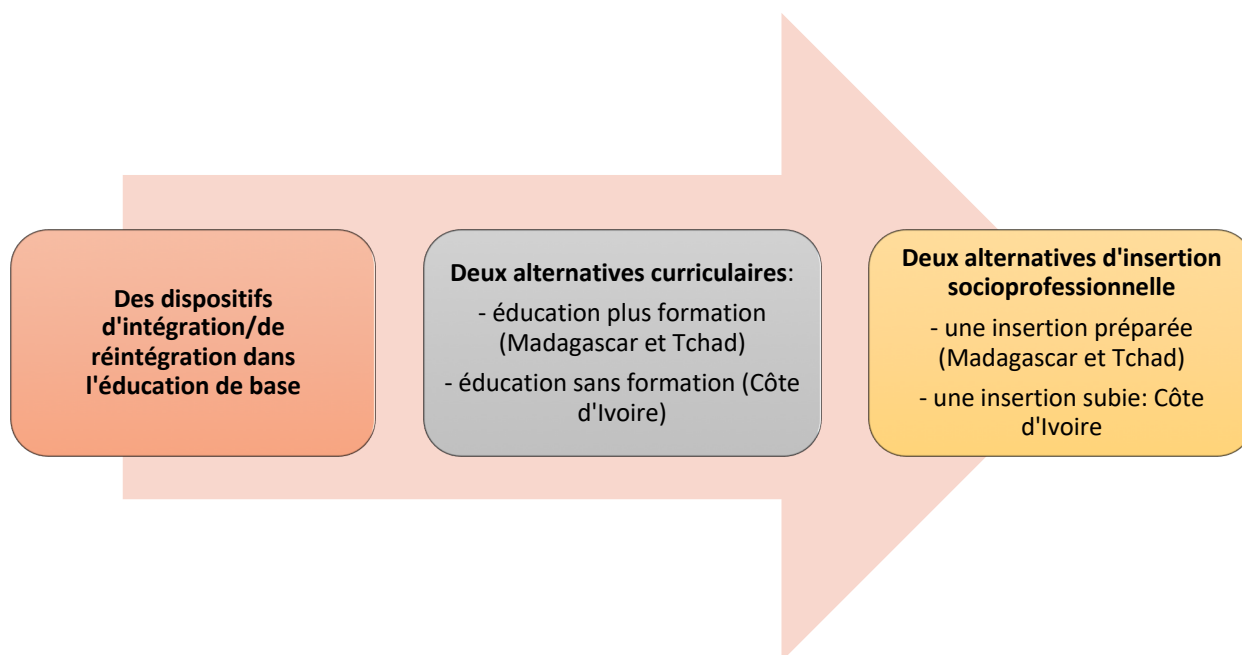 Des dispositifs
d'intégration/de
réintégration dans
l'éducation de base
Deux alternatives curriculaires:
- éducation plus formation
(Madagascar et Tchad)
- éducation sans formation (Côte
d'Ivoire)
Deux alternatives d'insertion
socioprofessionnelle
- une insertion préparée
(Madagascar et Tchad)
- une insertion subie: Côte
d'Ivoire